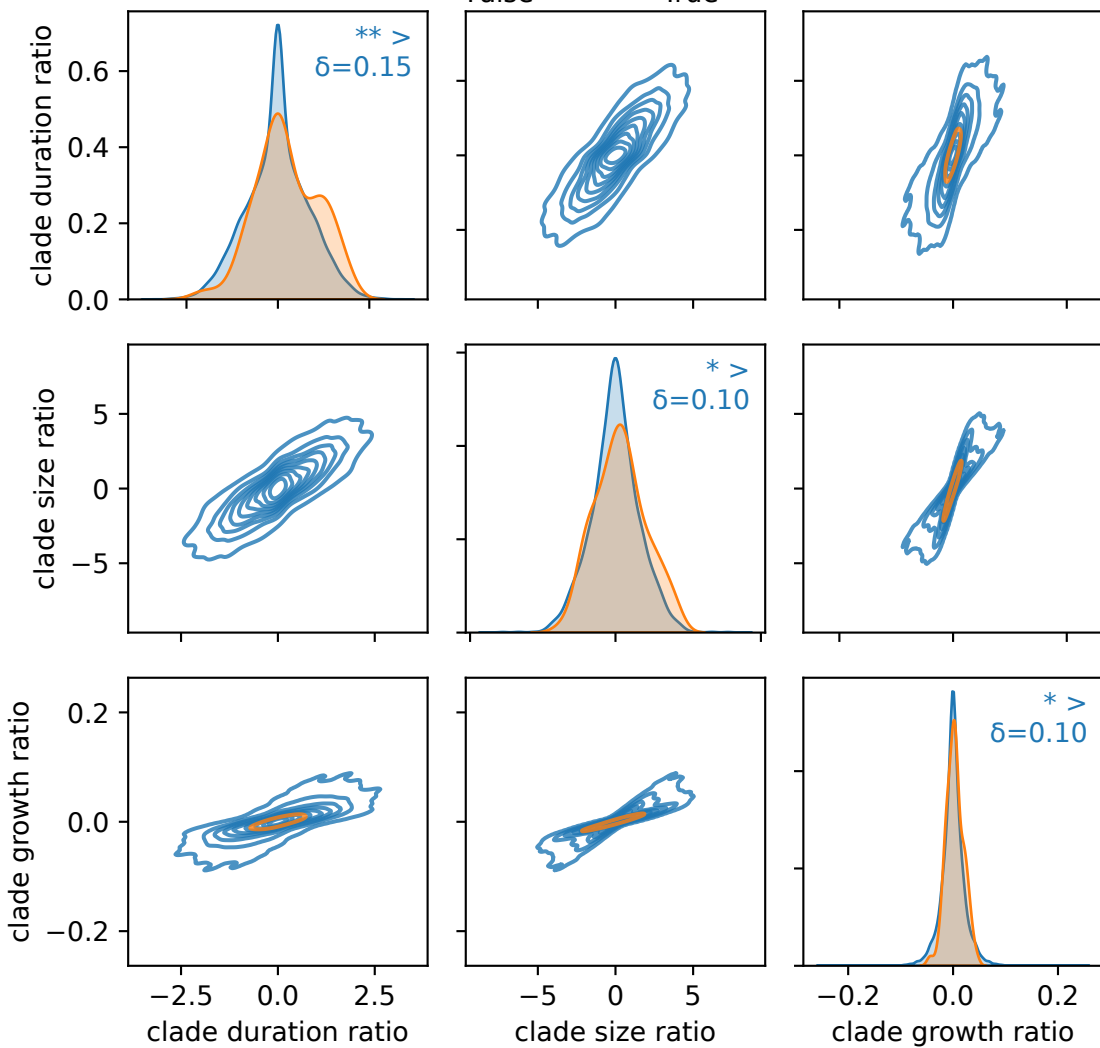 clade duration ratio
0.6
0.4
0.2
0.0
** >
δ=0.15
clade size ratio
5
0
−5
* >
δ=0.10
clade growth ratio
0.2
0.0
−0.2
* >
δ=0.10
−2.5 0.0 2.5
−5 0 5
−0.2 0.0 0.2
clade duration ratio
clade size ratio
clade growth ratio